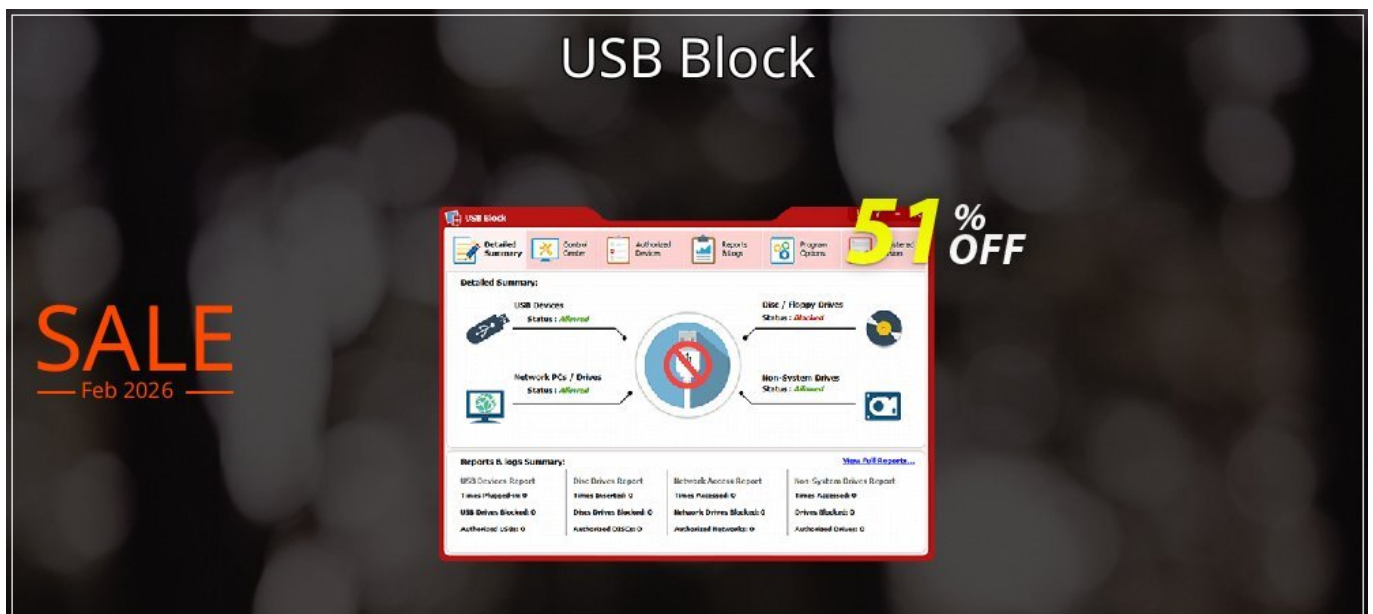 USB Block
51
%
OFF
SALE
Feb 2026
USB Block
Detailed
Summary
Control
Center
Authorized
Devices
Reports
& Logs
Program
Options
Detailed Summary:
USB Devices
Status : Allowed
Disc / Floppy Drives
Status : Blocked
Network PCs / Drives
Status : Allowed
Non-System Drives
Status : Allowed
Reports & logs Summary:
View Full Reports...
USB Devices Report
Times Plugged-in: 0
USB Drives Blocked: 0
Authorized USBs: 0
Disc Drives Report
Times Inserted: 0
Discs Drives Blocked: 0
Authorized DISCs: 0
Network Access Report
Times Accessed: 0
Network Drives Blocked: 0
Authorized Networks: 0
Non-System Drives Report
Times Accessed: 0
Drives Blocked: 0
Authorized Drives: 0